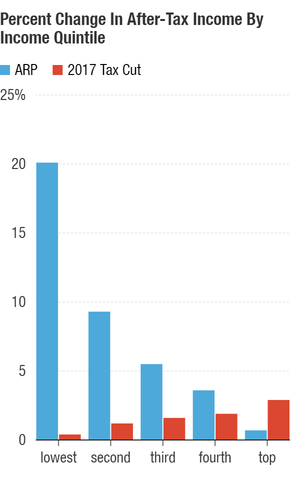 Percent Change In After-Tax Income By
Income Quintile
ARP 2017 Tax Cut
25%
20
15
10
5
0
lowest second third fourth top